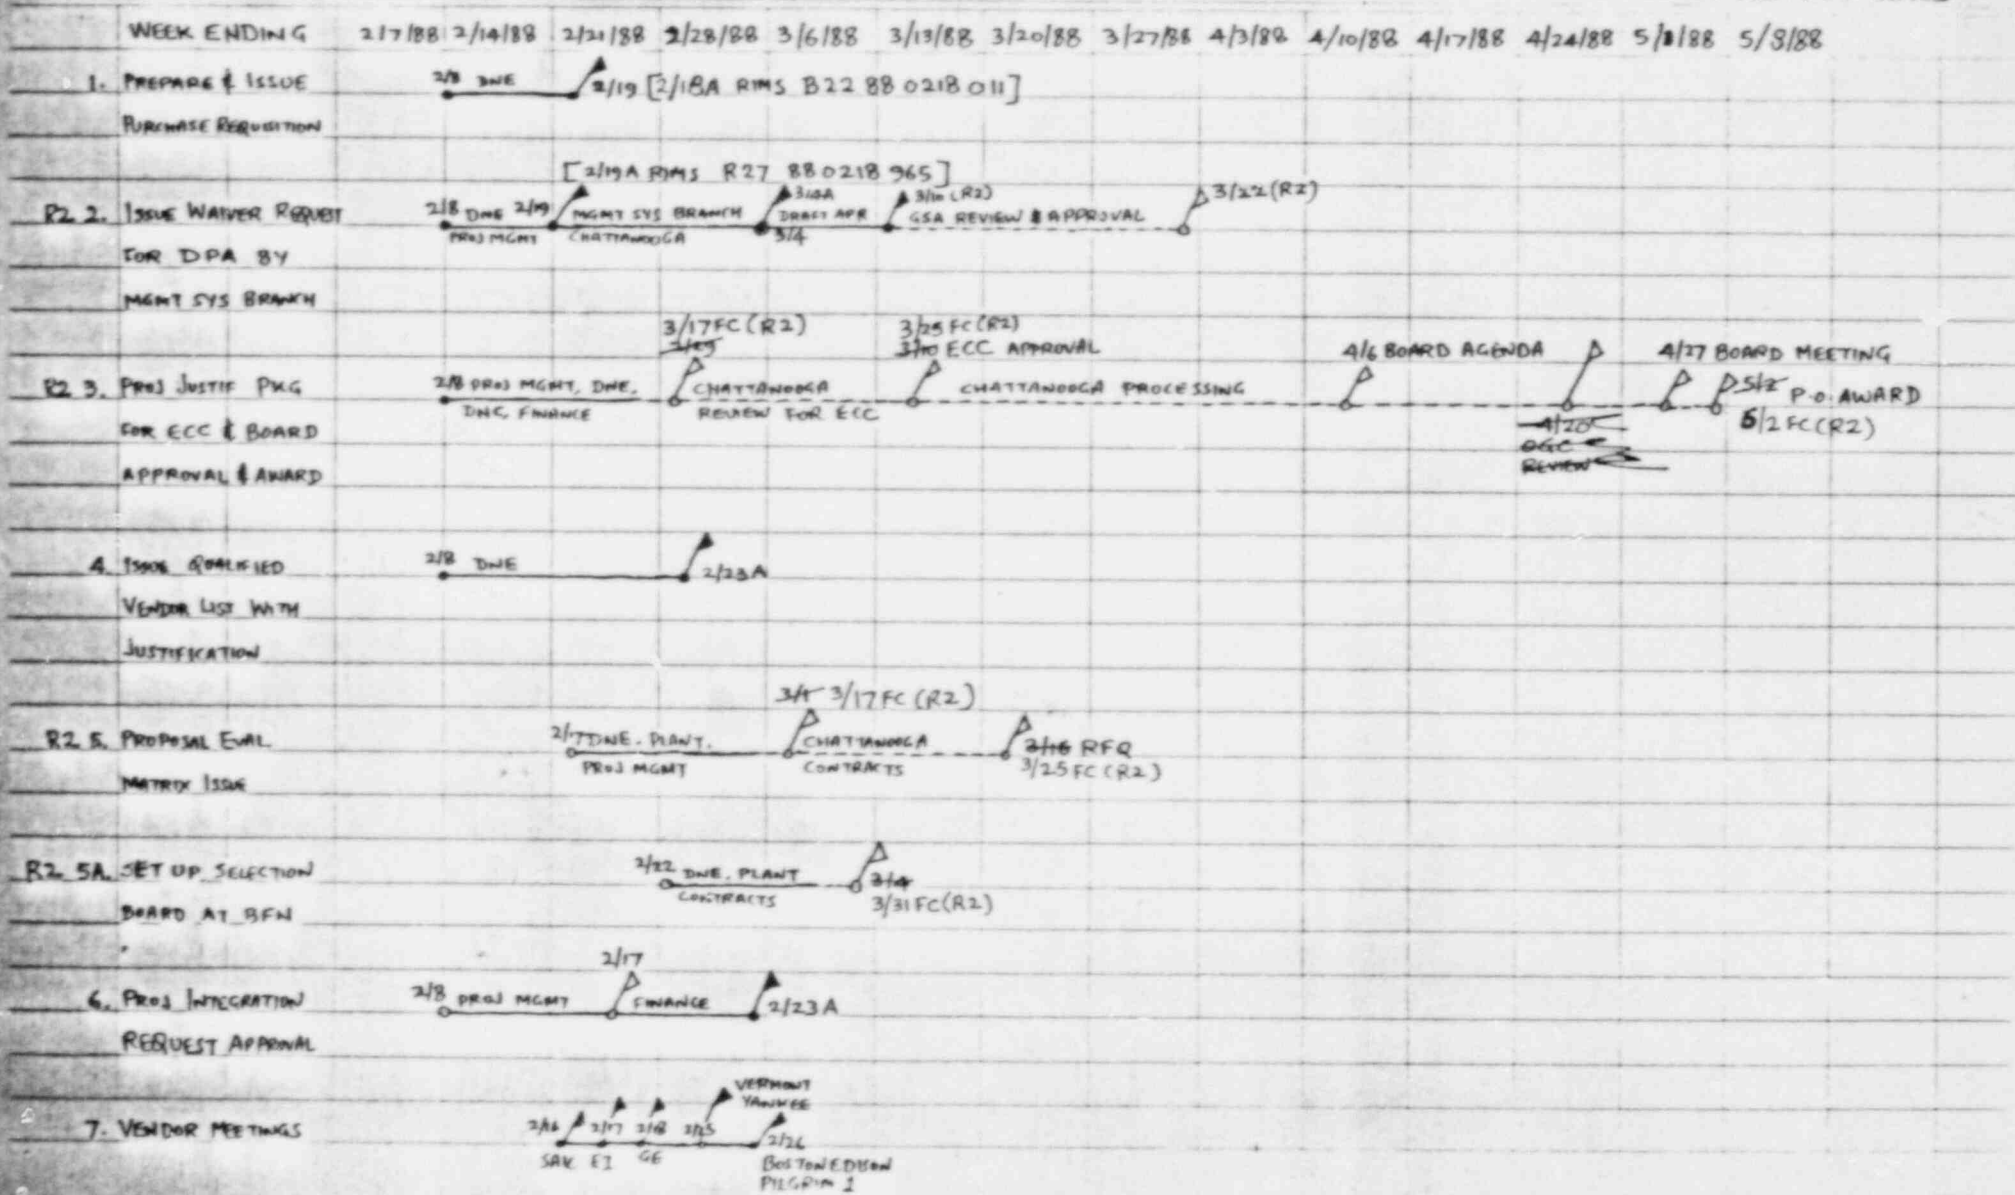 WEEK ENDING 2/7/88 2/14/88 2/21/88 2/28/88 3/6/88 3/13/88 3/20/88 3/27/88 4/3/88 4/10/88 4/17/88 4/24/88 5/1/88 5/8/88
1. PREPARE & ISSUE 2/8 DNE 2/19 [2/18A RIMS B22 88 0218 011]
PURCHASE REQUISITION
[2/19A RIMS R27 880218 965]
R2 2. ISSUE WAIVER REQUEST 2/8 DNE 2/19 MGMT SYS BRANCH DRAFT APR 3/10 (R2) GSA REVIEW & APPROVAL 3/22 (R2)
PROJ MGMT CHATTANOOGA 3/4
FOR DPA BY
MGMT SYS BRANCH
3/17 FC (R2) 3/25 FC (R2)
3/10 ECC APPROVAL 4/6 BOARD AGENDA 4/27 BOARD MEETING
R2 3. PROJ JUSTIF PKG 2/8 PROJ MGMT, DNE, CHATTANOOGA CHATTANOOGA PROCESSING P.O. AWARD
DNC, FINANCE REVIEW FOR ECC 5/2 FC (R2)
FOR ECC & BOARD 4/20
OGC
REVIEW
APPROVAL & AWARD
4. ISSUE QUALIFIED 2/8 DNE 2/23A
VENDOR LIST WITH
JUSTIFICATION
3/17 FC (R2)
R2 5. PROPOSAL EVAL 2/17 DNE, PLANT, CHATTANOOGA RFQ
PROJ MGMT CONTRACTS 3/25 FC (R2)
MATRIX ISSUE
R2 5A. SET UP SELECTION 2/22 DNE, PLANT 3/4
CONTRACTS 3/31 FC (R2)
BOARD AT BFN
2/17
6. PROJ INTEGRATION 2/8 PROJ MGMT FINANCE 2/23A
REQUEST APPROVAL
VERMONT
YANKEE
7. VENDOR MEETINGS 2/16 2/17 2/18 2/25 2/26
EI GE BOSTON EDISON
PILGRIM 1